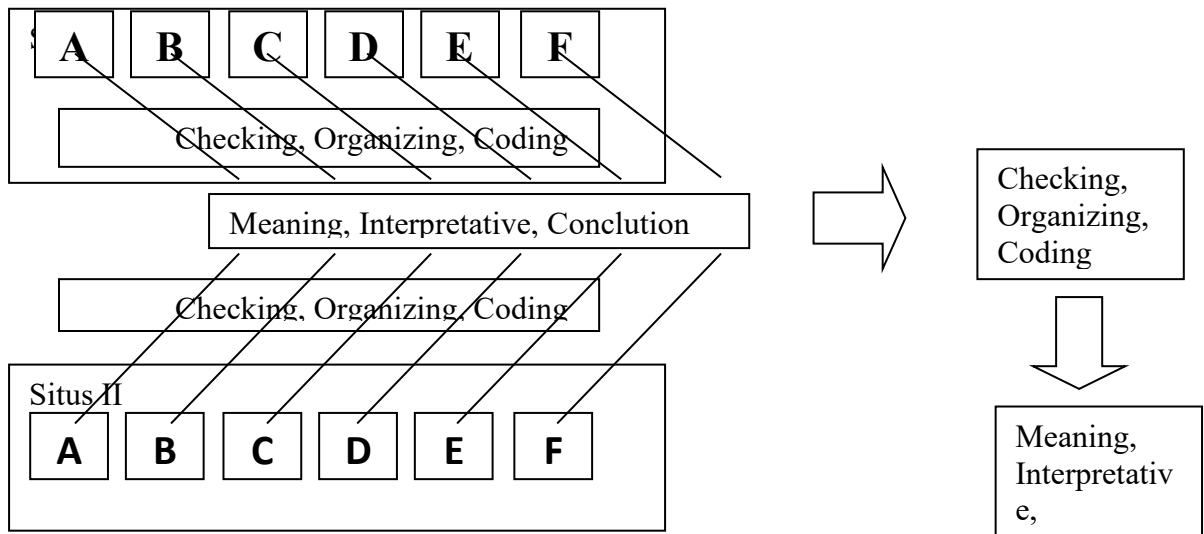 A B C D E F
Checking, Organizing, Coding
Checking,
Organizing,
Coding
Meaning, Interpretative, Conclution
Checking, Organizing, Coding
Situs II
A B C D E F
Meaning,
Interpretativ
e,